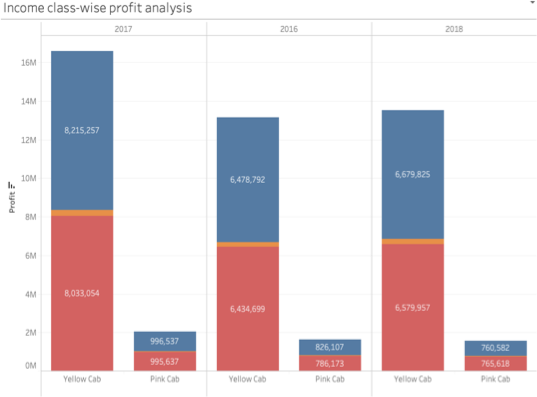 Income class-wise profit analysis
2017 2016 2018
16M
14M
12M
10M
8M
6M
4M
2M
0M
Profit
8,215,257
8,033,054
996,537
995,637
6,478,792
6,434,699
826,107
786,173
6,679,825
6,579,957
760,582
765,618
Yellow Cab Pink Cab Yellow Cab Pink Cab Yellow Cab Pink Cab